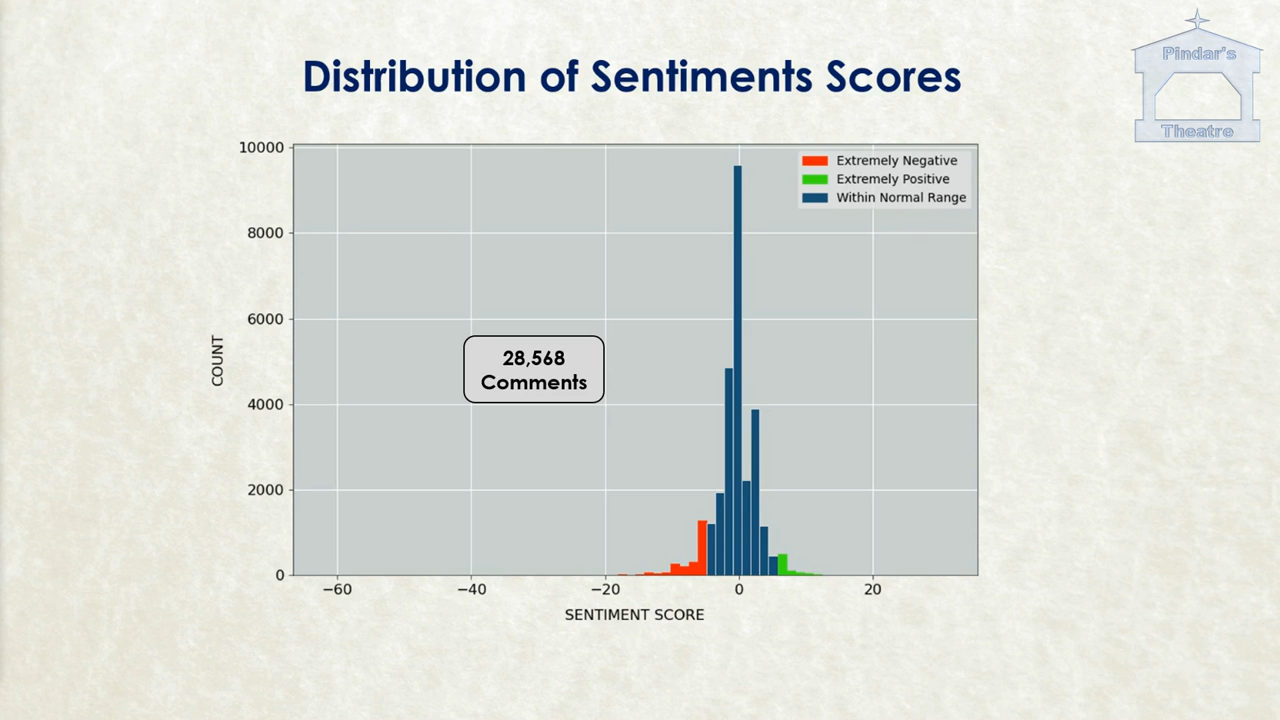 Pindar's
Theatre
Distribution of Sentiments Scores
10000
8000
6000
4000
2000
0
COUNT
Extremely Negative
Extremely Positive
Within Normal Range
28,568
Comments
−60
−40
−20
0
20
SENTIMENT SCORE